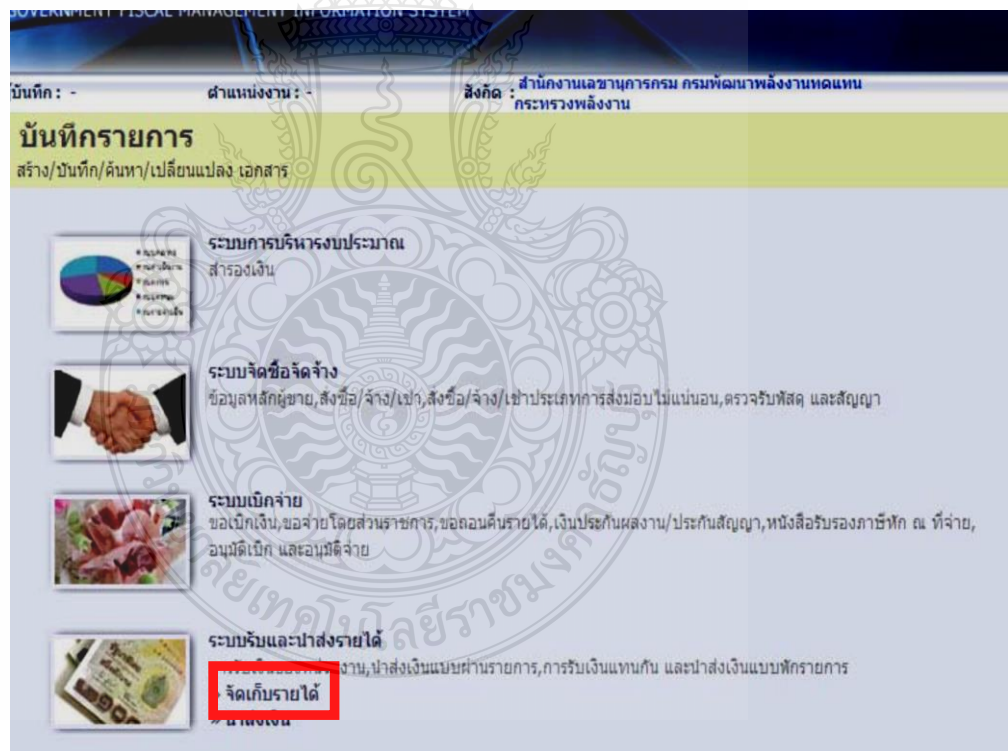 GOVERNMENT FISCAL MANAGEMENT INFORMATION SYSTEM
บันทึก : - ตำแหน่งงาน : - สังกัด : สำนักงานเลขานุการกรม กรมพัฒนาพลังงานทดแทน
กระทรวงพลังงาน
บันทึกรายการ
สร้าง/บันทึก/ค้นหา/เปลี่ยนแปลง เอกสาร
ระบบการบริหารงบประมาณ
สำรองเงิน
ระบบจัดซื้อจัดจ้าง
ข้อมูลหลักผู้ขาย,สั่งซื้อ/จ้าง/เช่า,สั่งซื้อ/จ้าง/เช่าประเภทการส่งมอบไม่แน่นอน,ตรวจรับพัสดุ และสัญญา
ระบบเบิกจ่าย
ขอเบิกเงิน,ขอจ่ายโดยส่วนราชการ,ขอถอนคืนรายได้,เงินประกันผลงาน/ประกันสัญญา,หนังสือรับรองภาษีหัก ณ ที่จ่าย,
อนุมัติเบิก และอนุมัติจ่าย
ระบบรับและนำส่งรายได้
งาน,นำส่งเงินแบบผ่านรายการ,การรับเงินแทนกัน และนำส่งเงินแบบพักรายการ
จัดเก็บรายได้
» นำส่งเงิน